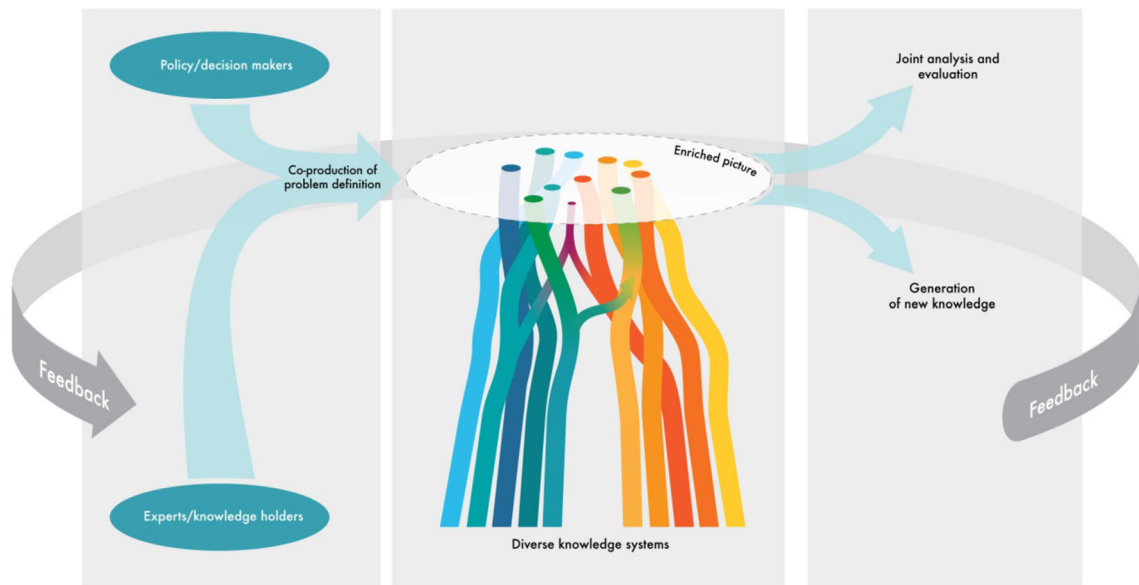 Policy/decision makers
Co-production of
problem definition
Experts/knowledge holders
Feedback
Enriched picture
Diverse knowledge systems
Joint analysis and
evaluation
Generation
of new knowledge
Feedback